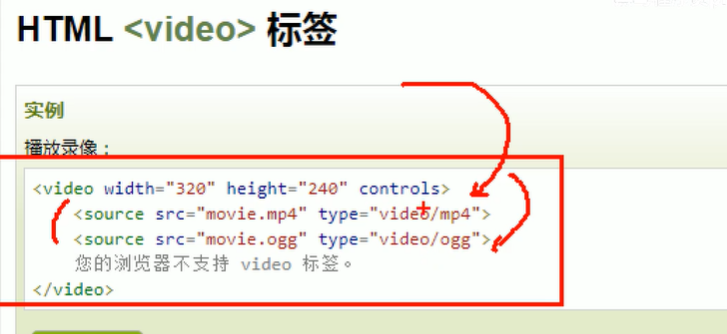 HTML <video> 标签
实例
播放录像：
<video width="320" height="240" controls>
<source src="movie.mp4" type="video/mp4">
<source src="movie.ogg" type="video/ogg">
您的浏览器不支持 video 标签。
</video>